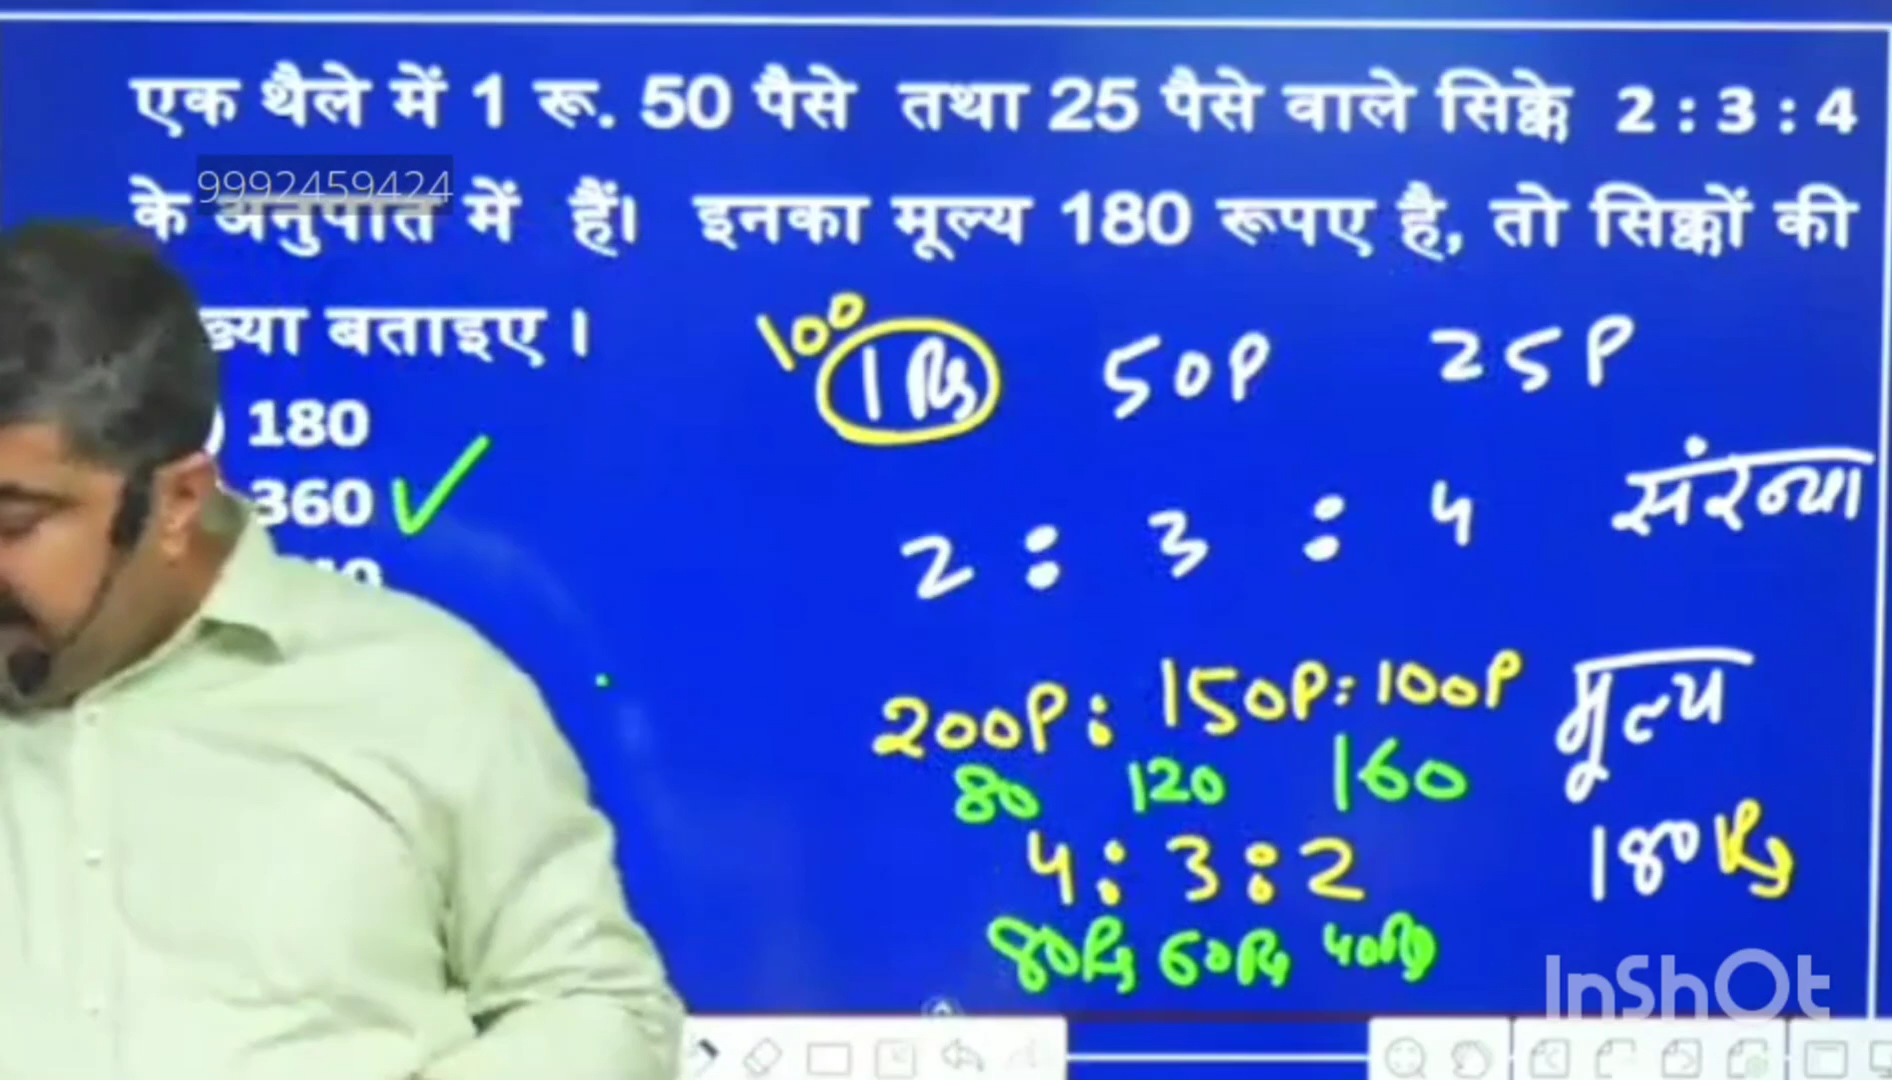 एक थैले में 1 रू. 50 पैसे तथा 25 पैसे वाले सिक्के 2 : 3 : 4
9992459424
के अनुपात में हैं। इनका मूल्य 180 रूपए है, तो सिक्कों की
ख्या बताइए ।
100
1 Rs 50P 25P
) 180
360
2 : 3 : 4 संख्या
200P : 150P : 100P मूल्य
80 120 160
4 : 3 : 2 180 Rs
80Rs 60Rs 40Rs
InShOt